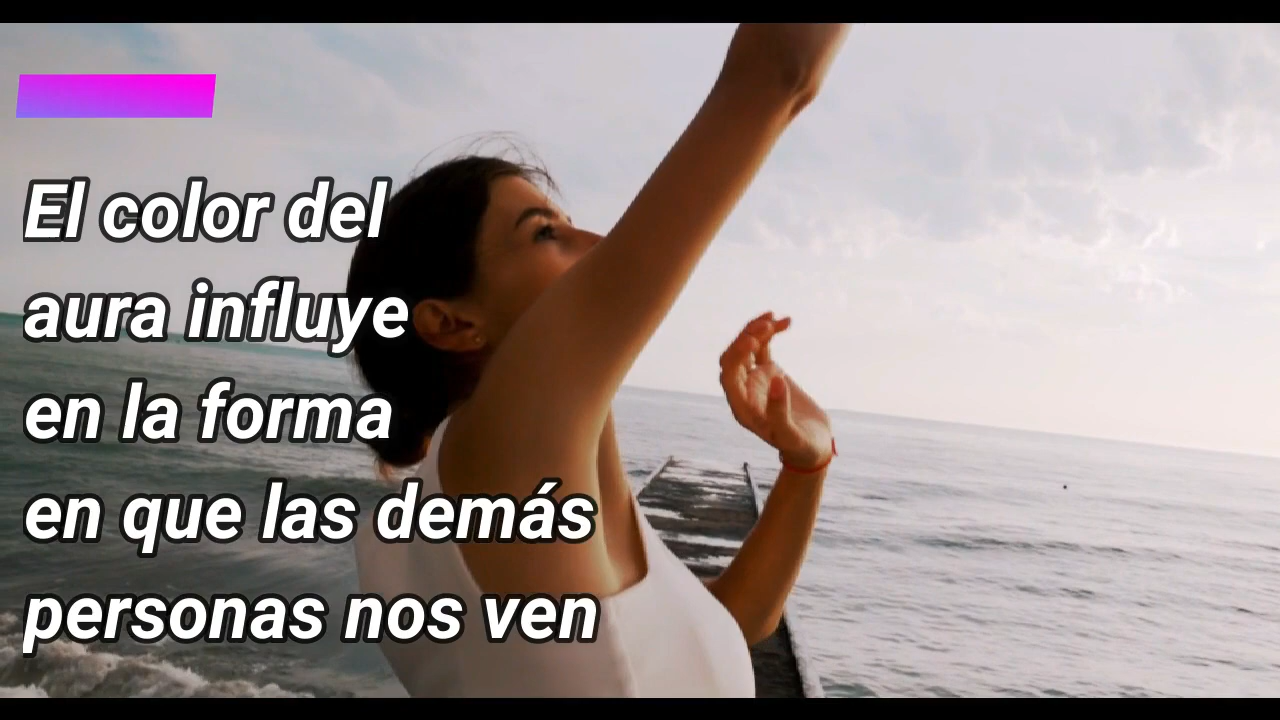 El color del
aura influye
en la forma
en que las demás
personas nos ven